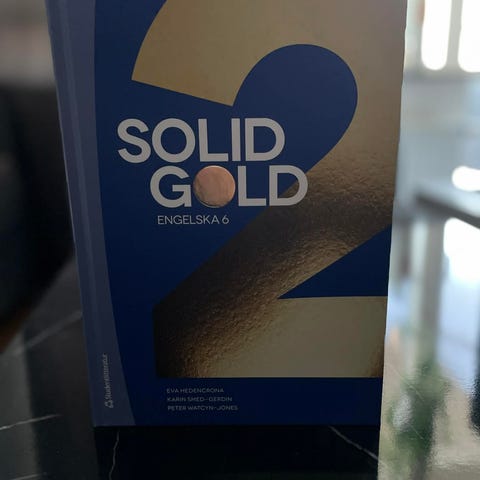 2
SOLID
GOLD
ENGELSKA 6
EVA HEDENCRONA
KARIN SMED-GERDIN
PETER WATCYN-JONES
Studentlitteratur